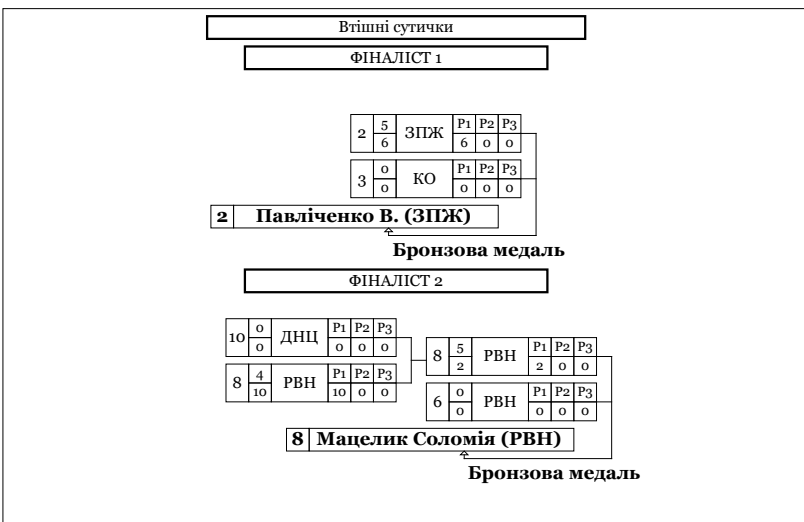 Втішні сутички
ФІНАЛІСТ 1
2 5 6 ЗПЖ P1 P2 P3 6 0 0
3 0 0 КО P1 P2 P3 0 0 0
2 Павліченко В. (ЗПЖ)
Бронзова медаль
ФІНАЛІСТ 2
10 0 0 ДНЦ P1 P2 P3 0 0 0
8 4 10 РВН P1 P2 P3 10 0 0
8 5 2 РВН P1 P2 P3 2 0 0
6 0 0 РВН P1 P2 P3 0 0 0
8 Мацелик Соломія (РВН)
Бронзова медаль